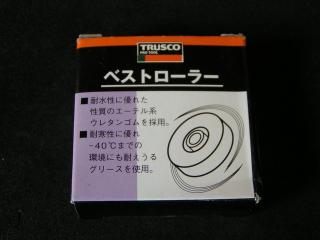 TRUSCO
PRO TOOL
ベストローラー
■耐水性に優れた
性質のエーテル系
ウレタンゴムを採用。
■耐寒性に優れ
-40℃までの
環境にも耐えうる
グリースを使用。